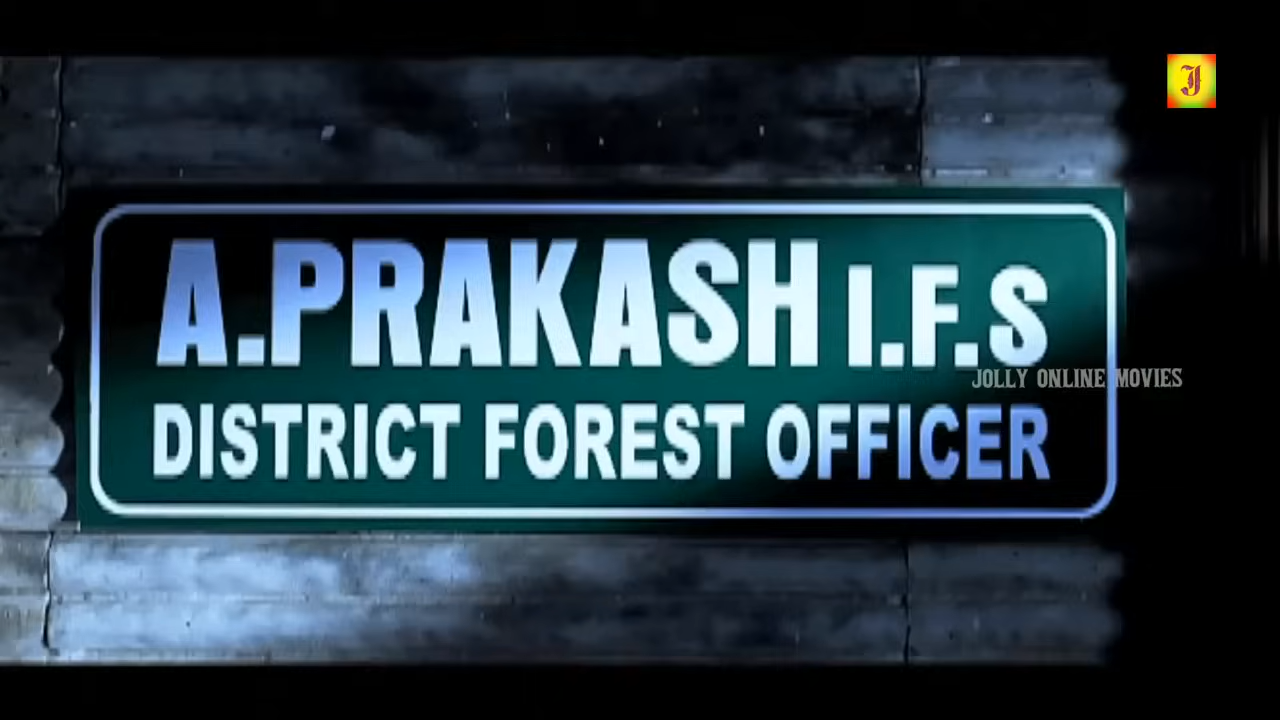 J
A.PRAKASH I.F.S
JOLLY ONLINE MOVIES
DISTRICT FOREST OFFICER